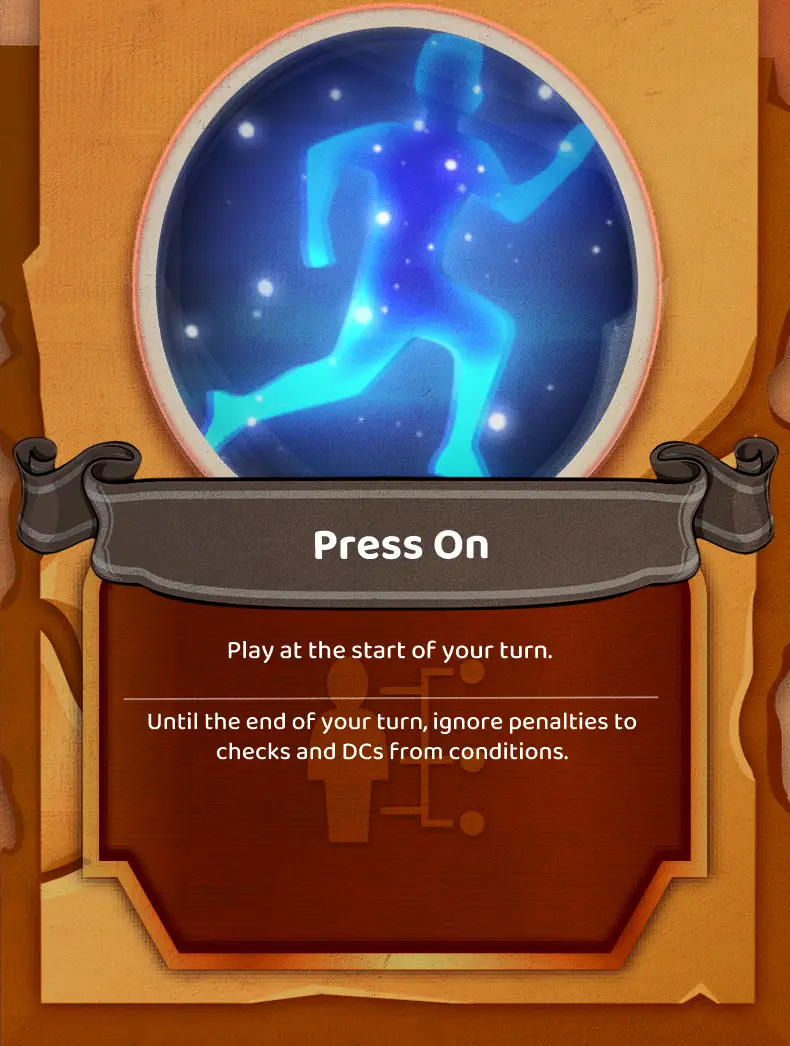 Press On
Play at the start of your turn.
Until the end of your turn, ignore penalties to
checks and DCs from conditions.